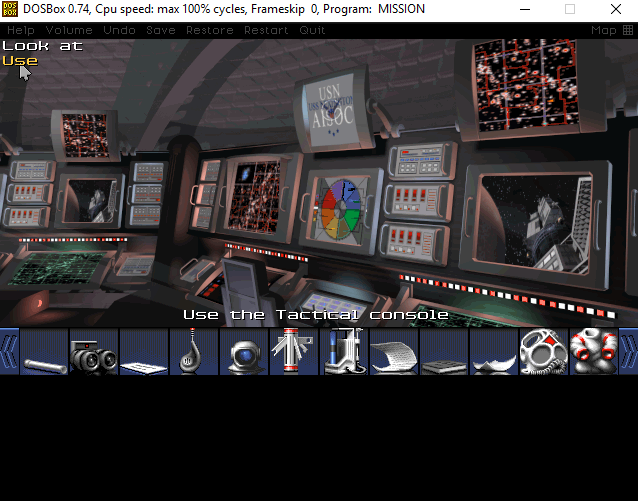 DOSBox 0.74, Cpu speed: max 100% cycles, Frameskip 0, Program: MISSION
Help Volume Undo Save Restore Restart Quit Map
Look at
Use
USN
AISOC
Use the Tactical console